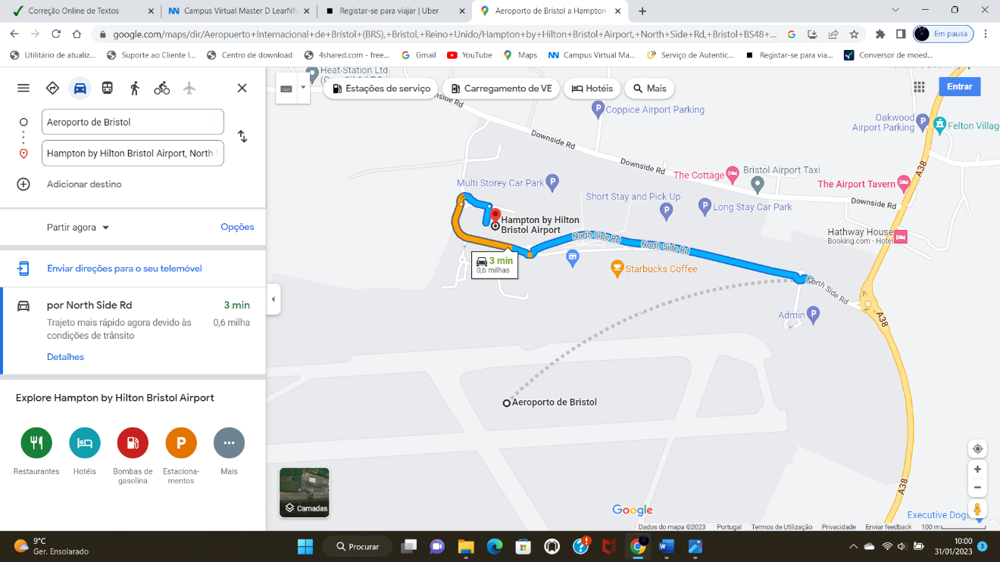 Correção Online de Textos
Campus Virtual Master D LearNN
Registar-se para viajar | Uber
Aeroporto de Bristol a Hampton
google.com/maps/dir/Aeropuerto+Internacional+de+Bristol+(BRS),+Bristol,+Reino+Unido/Hampton+by+Hilton+Bristol+Airport,+North+Side+Rd,+Bristol+BS48+...
Em pausa
Utilitário de atualiz...
Suporte ao Cliente I...
Centro de download
4shared.com - free...
Gmail
YouTube
Maps
Campus Virtual Ma...
Serviço de Autentic...
Registar-se para via...
Conversor de moed...
Aeroporto de Bristol
Hampton by Hilton Bristol Airport, North
Adicionar destino
Partir agora
Opções
Enviar direções para o seu telemóvel
por North Side Rd
3 min
Trajeto mais rápido agora devido às
condições de trânsito
0,6 milha
Detalhes
Explore Hampton by Hilton Bristol Airport
Restaurantes
Hotéis
Bombas de
gasolina
Estaciona-
mentos
Mais
Heat-Station Ltd
Estações de serviço
Carregamento de VE
Hotéis
Mais
Entrar
Coppice Airport Parking
Oakwood
Airport Parking
Felton Village
Downside Rd
Downside Rd
The Cottage
Bristol Airport Taxi
The Airport Tavern
Downside Rd
A38
Multi Storey Car Park
Short Stay and Pick Up
Long Stay Car Park
Hampton by Hilton
Bristol Airport
Hathway House
Booking.com - Hotel
North Side Rd
North Side Rd
3 min
0,6 milhas
Starbucks Coffee
North Side Rd
Admin
A38
Aeroporto de Bristol
A38
Camadas
Google
Executive Dogs
Dados do mapa ©2023
Portugal
Termos de Utilização
Privacidade
Enviar feedback
100 m
9°C
Ger. Ensolarado
Procurar
10:00
31/01/2023
3